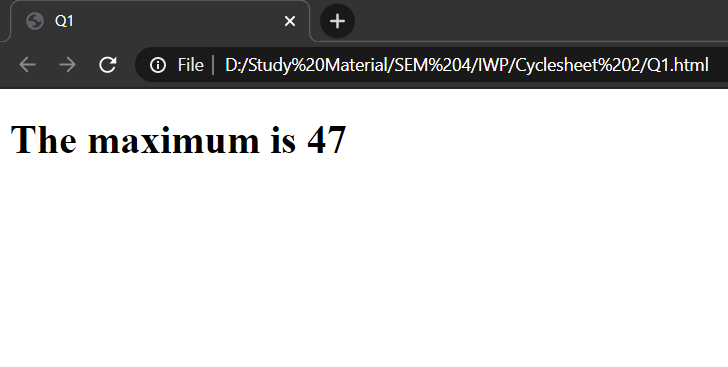 Q1
File D:/Study%20Material/SEM%204/IWP/Cyclesheet%202/Q1.html
The maximum is 47